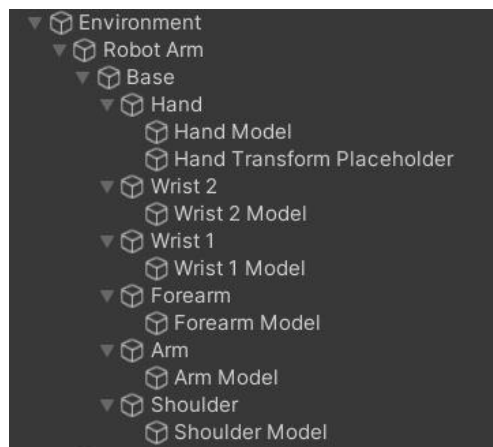 Environment
Robot Arm
Base
Hand
Hand Model
Hand Transform Placeholder
Wrist 2
Wrist 2 Model
Wrist 1
Wrist 1 Model
Forearm
Forearm Model
Arm
Arm Model
Shoulder
Shoulder Model